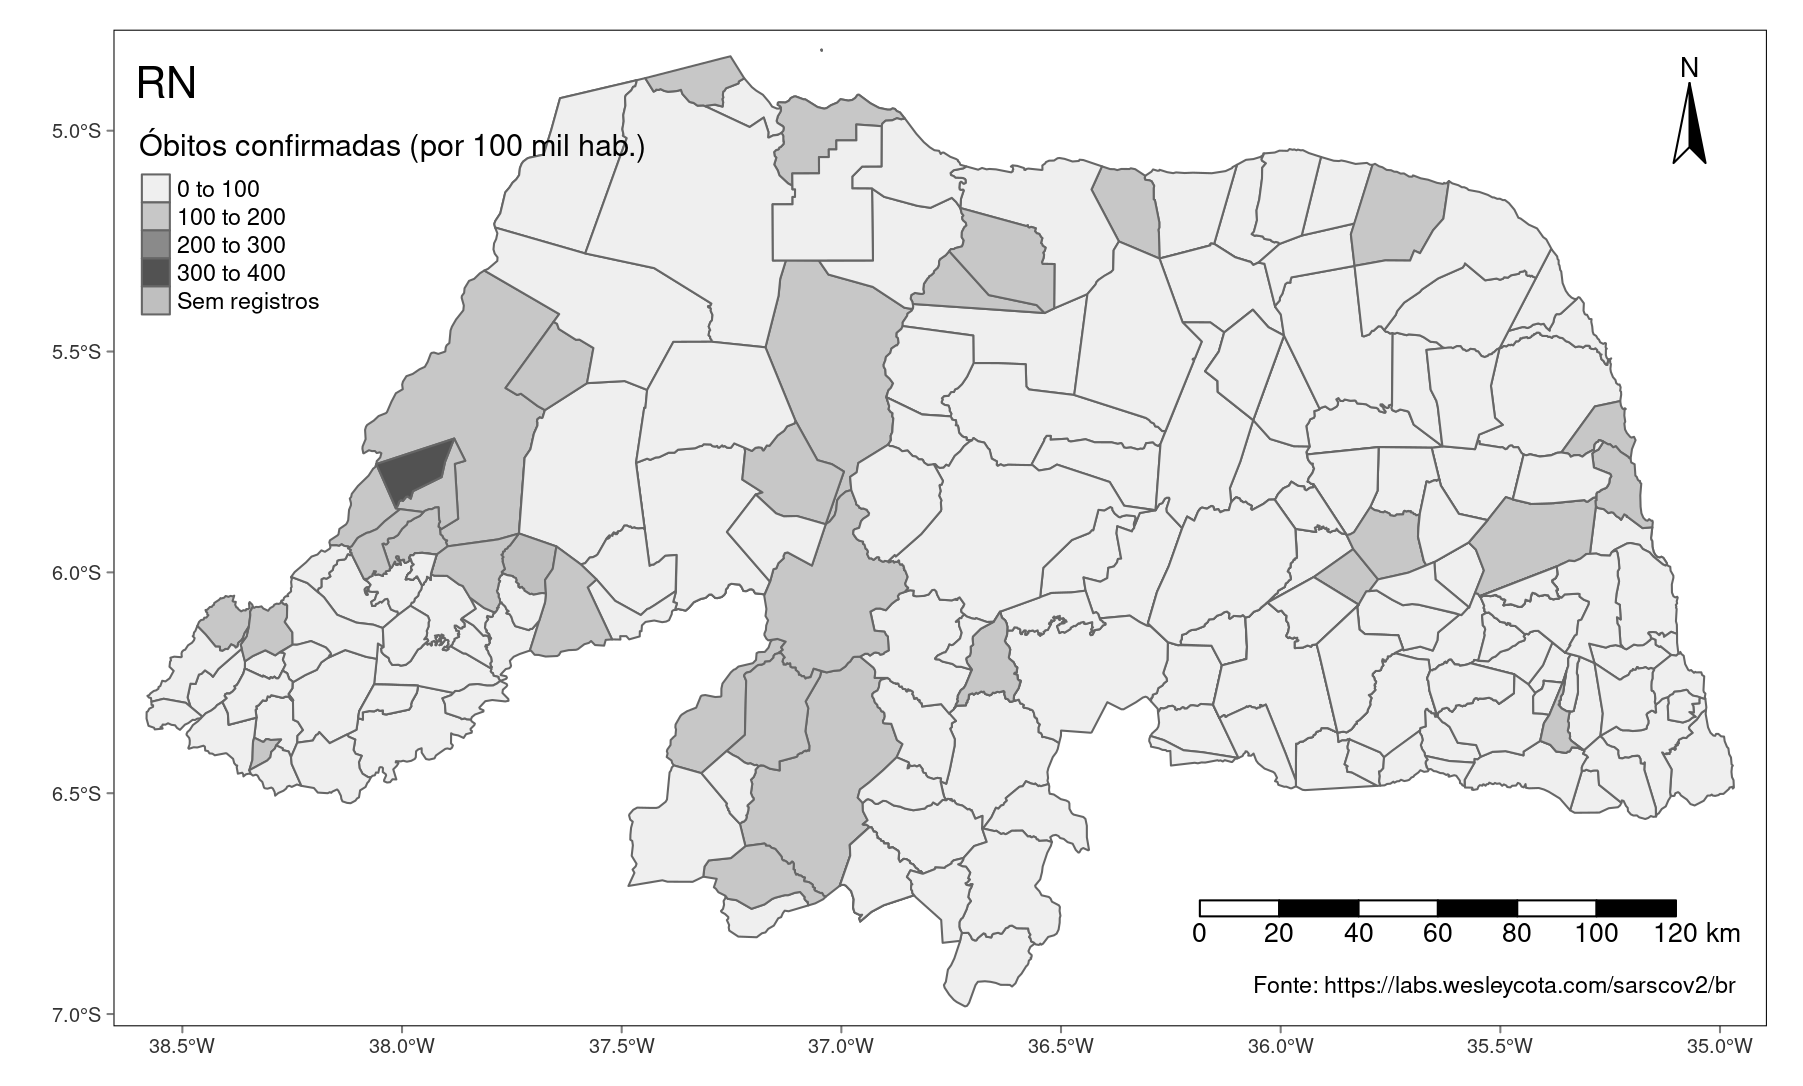 RN
N
Óbitos confirmadas (por 100 mil hab.)
0 to 100
100 to 200
200 to 300
300 to 400
Sem registros
5.0°S
5.5°S
6.0°S
6.5°S
7.0°S
0 20 40 60 80 100 120 km
Fonte: https://labs.wesleycota.com/sarscov2/br
38.5°W 38.0°W 37.5°W 37.0°W 36.5°W 36.0°W 35.5°W 35.0°W